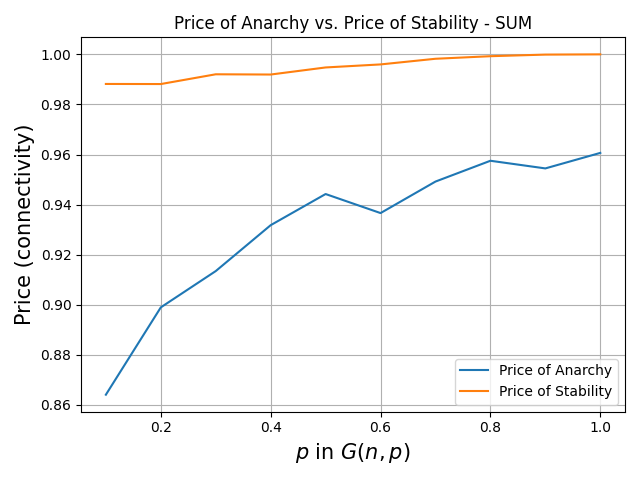 Price of Anarchy vs. Price of Stability - SUM
Price (connectivity)
1.00
0.98
0.96
0.94
0.92
0.90
0.88
0.86
0.2 0.4 0.6 0.8 1.0
p in G(n, p)
Price of Anarchy
Price of Stability